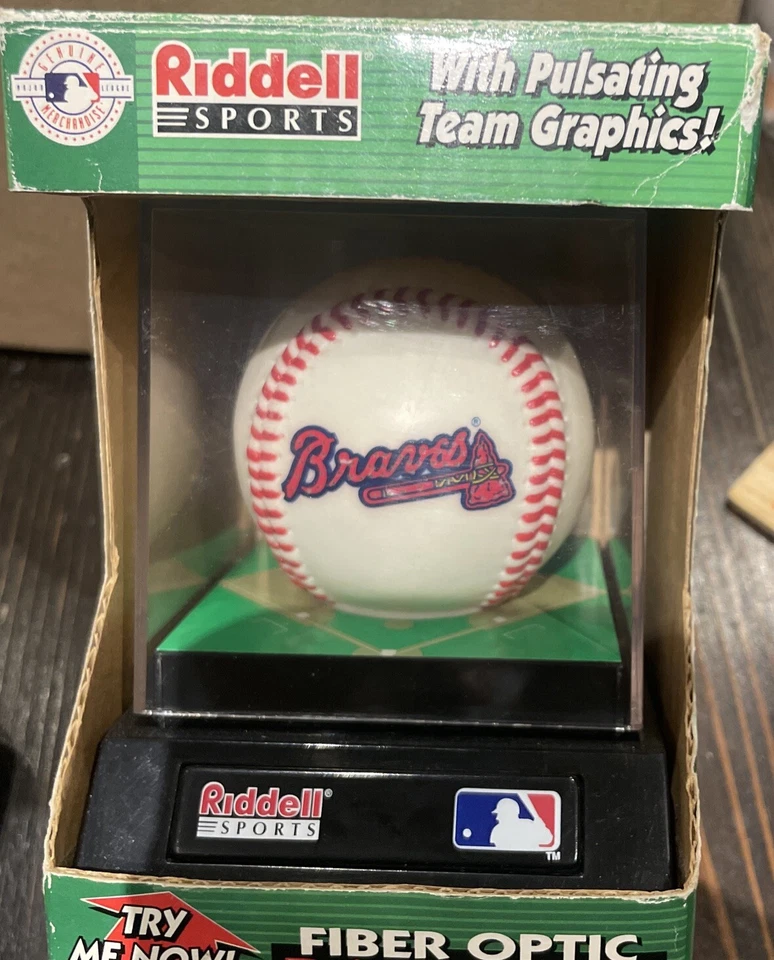 GENUINE
MAJOR LEAGUE
MERCHANDISE
Riddell®
SPORTS
With Pulsating
Team Graphics!
Braves®
Riddell®
SPORTS
TM
TRY
ME NOW!
FIBER OPTIC